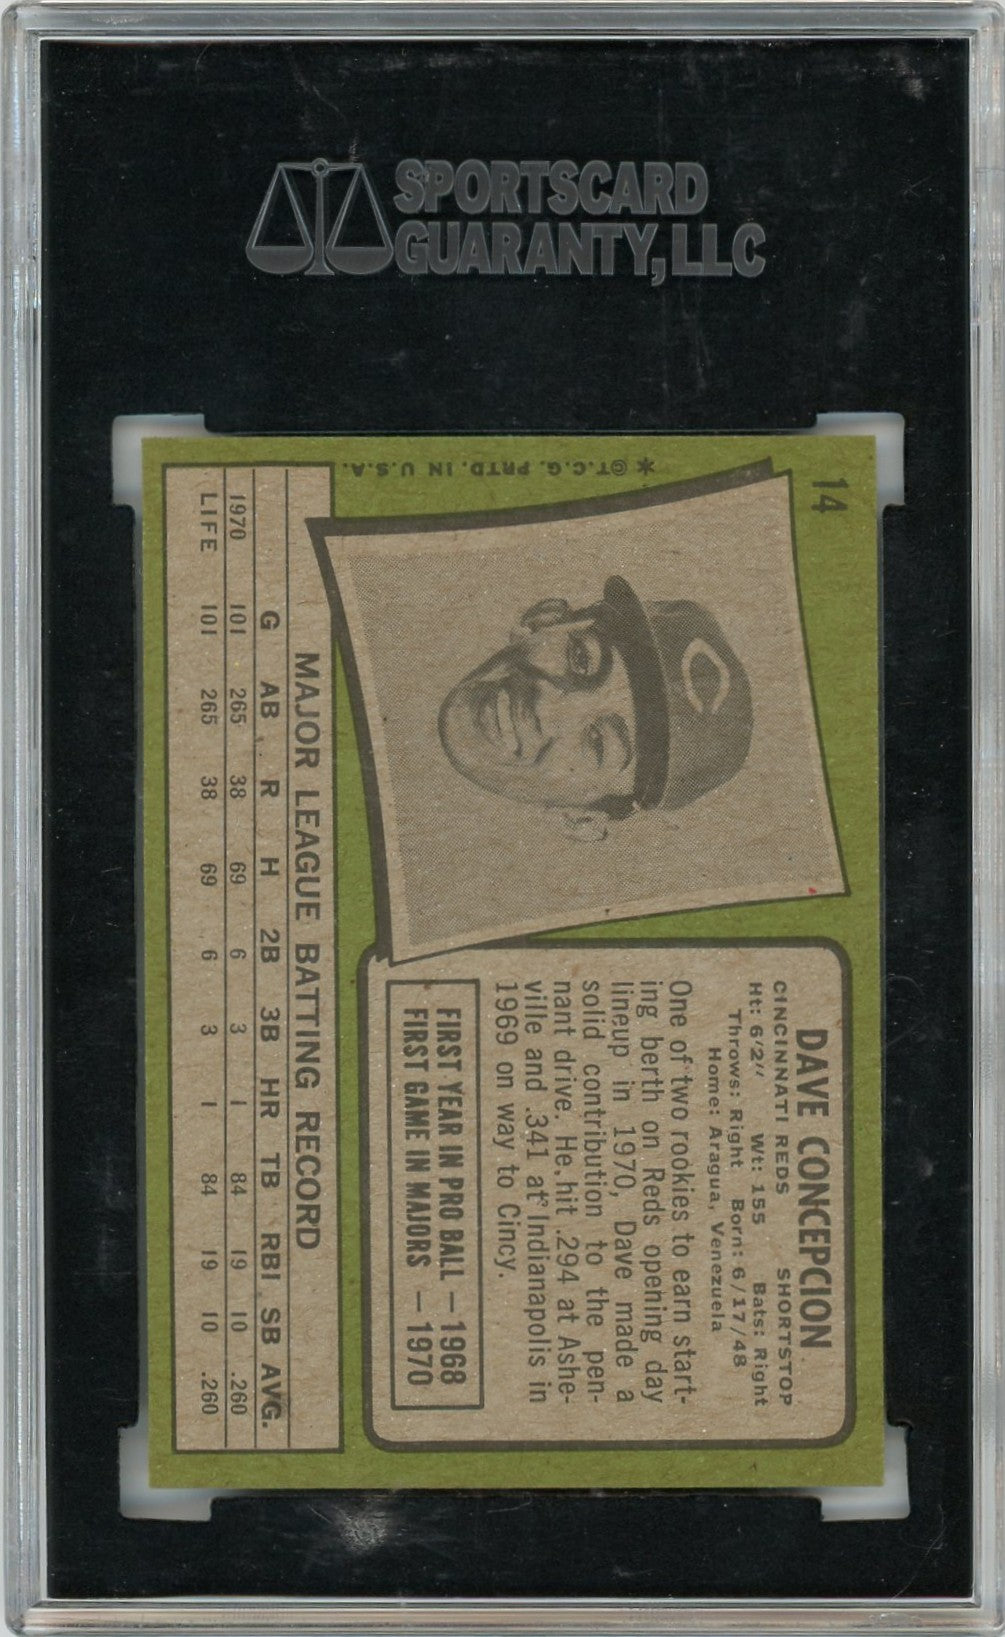 SPORTSCARD
GUARANTY, LLC
14
DAVE CONCEPCION
CINCINNATI REDS SHORTSTOP
Ht: 6'2" Wt: 155 Bats: Right
Throws: Right Born: 6/17/48
Home: Aragua, Venezuela
One of two rookies to earn start-
ing berth on Reds opening day
lineup in 1970, Dave made a
solid contribution to the pen-
nant drive. He hit .294 at Ashe-
ville and .341 at Indianapolis in
1969 on way to Cincy.
FIRST YEAR IN PRO BALL — 1968
FIRST GAME IN MAJORS — 1970
C
MAJOR LEAGUE BATTING RECORD
G AB R H 2B 3B HR TB RBI SB AVG.
1970 101 265 38 69 6 3 1 84 19 10 .260
LIFE 101 265 38 69 6 3 1 84 19 10 .260
* ©T.C.G. PRTD. IN U.S.A.